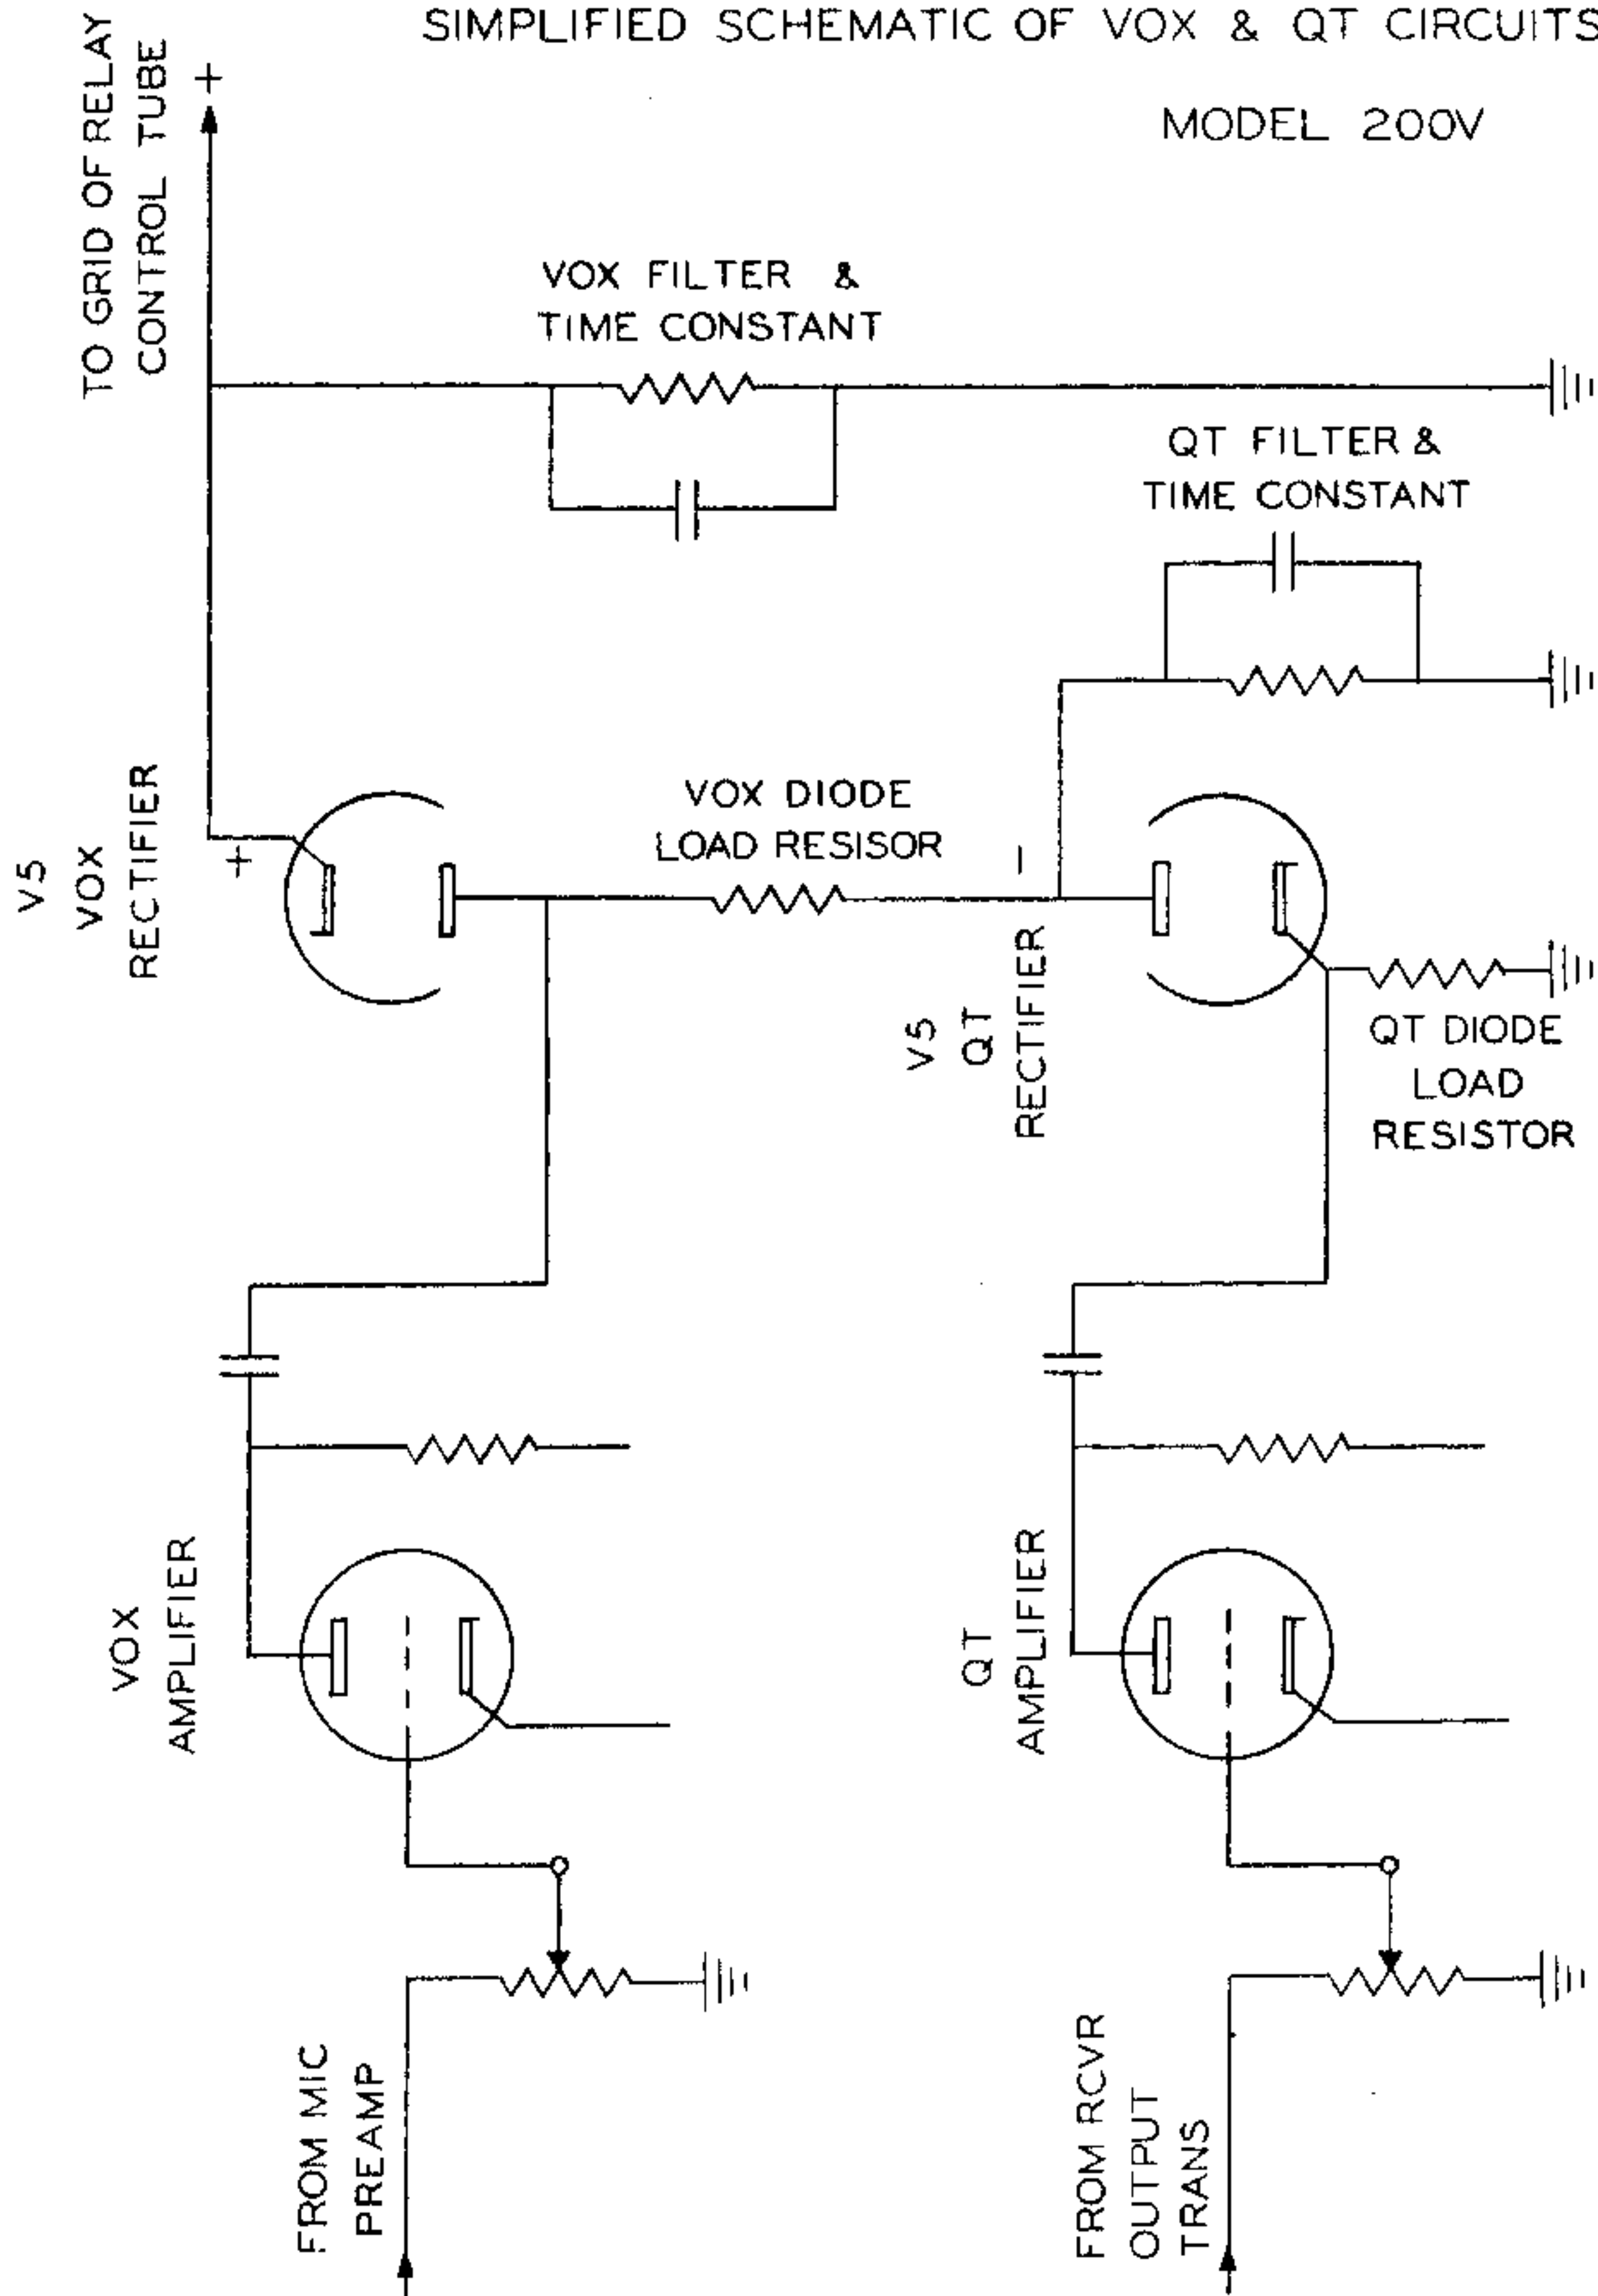 SIMPLIFIED SCHEMATIC OF VOX & QT CIRCUITS
MODEL 200V
TO GRID OF RELAY
CONTROL TUBE
+
VOX FILTER &
TIME CONSTANT
QT FILTER &
TIME CONSTANT
V5
VOX
RECTIFIER
+
VOX DIODE
LOAD RESISOR
–
V5
QT
RECTIFIER
QT DIODE
LOAD
RESISTOR
VOX
AMPLIFIER
QT
AMPLIFIER
FROM MIC
PREAMP
FROM RCVR
OUTPUT
TRANS